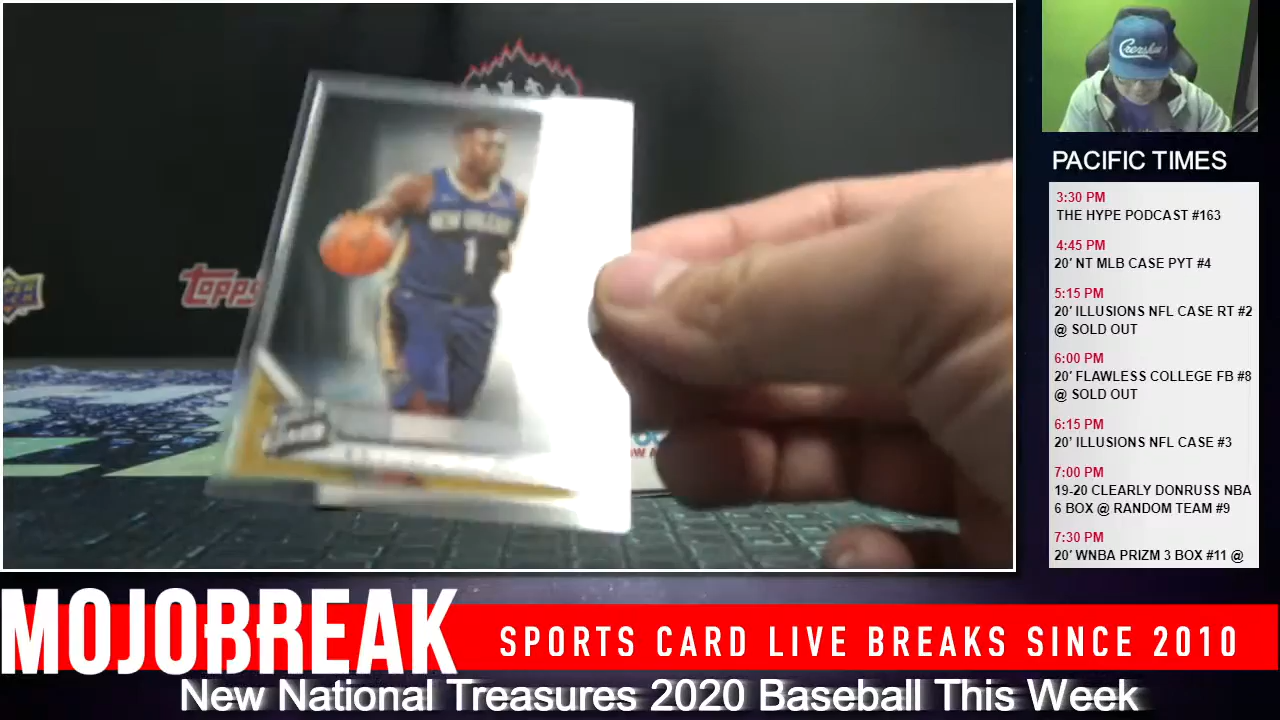 Topps
NEW ORLEANS
1
Crenshaw
PACIFIC TIMES
3:30 PM
THE HYPE PODCAST #163
4:45 PM
20' NT MLB CASE PYT #4
5:15 PM
20' ILLUSIONS NFL CASE RT #2
@ SOLD OUT
6:00 PM
20' FLAWLESS COLLEGE FB #8
@ SOLD OUT
6:15 PM
20' ILLUSIONS NFL CASE #3
7:00 PM
19-20 CLEARLY DONRUSS NBA
6 BOX @ RANDOM TEAM #9
7:30 PM
20' WNBA PRIZM 3 BOX #11 @
MOJOBREAK
SPORTS CARD LIVE BREAKS SINCE 2010
New National Treasures 2020 Baseball This Week